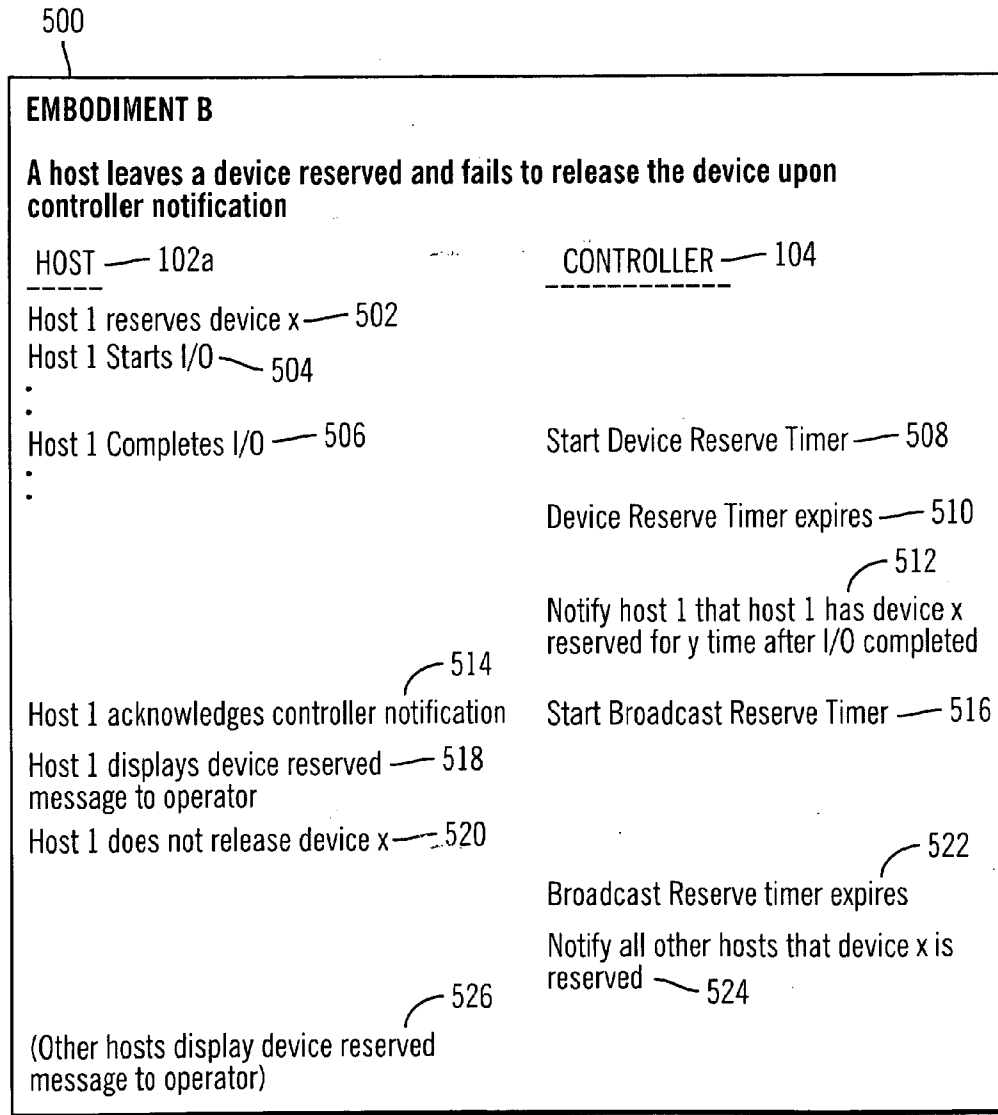 500
EMBODIMENT B
A host leaves a device reserved and fails to release the device upon
controller notification
HOST 102a CONTROLLER 104
Host 1 reserves device x 502
Host 1 Starts I/O 504
Host 1 Completes I/O 506 Start Device Reserve Timer 508
Device Reserve Timer expires 510
512
Notify host 1 that host 1 has device x
reserved for y time after I/O completed
514
Host 1 acknowledges controller notification Start Broadcast Reserve Timer 516
Host 1 displays device reserved 518
message to operator
Host 1 does not release device x 520
522
Broadcast Reserve timer expires
Notify all other hosts that device x is
reserved 524
526
(Other hosts display device reserved
message to operator)